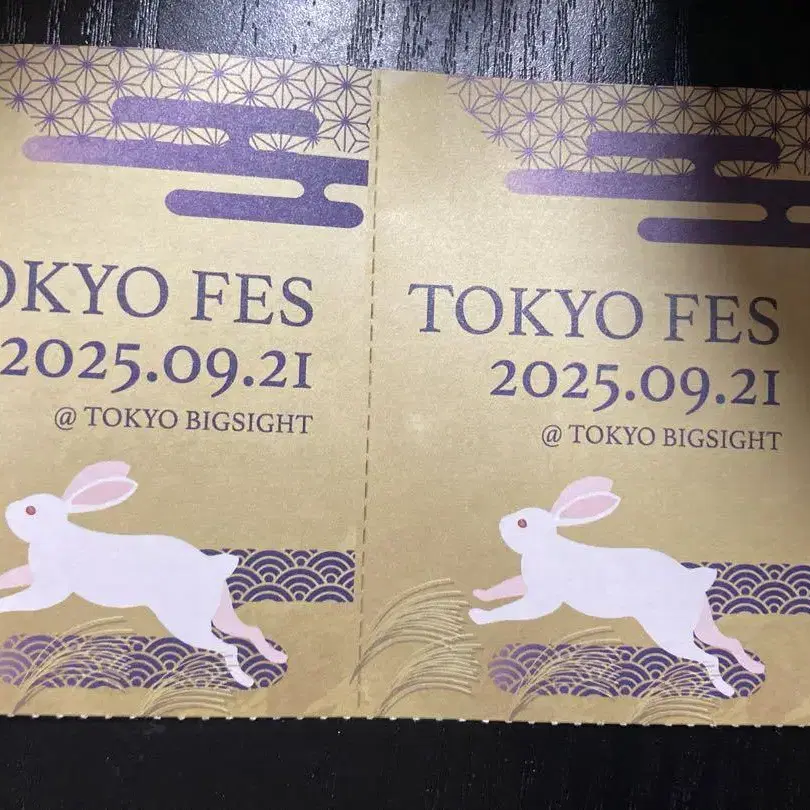 OKYO FES
2025.09.21
@ TOKYO BIGSIGHT
TOKYO FES
2025.09.21
@ TOKYO BIGSIGHT